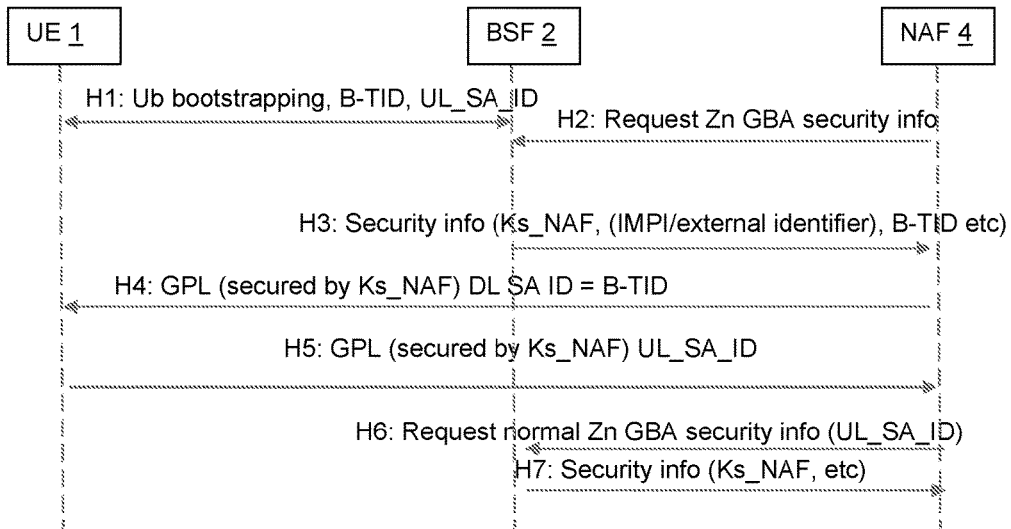 UE 1
BSF 2
NAF 4
H1: Ub bootstrapping, B-TID, UL_SA_ID
H2: Request Zn GBA security info
H3: Security info (Ks_NAF, (IMPI/external identifier), B-TID etc)
H4: GPL (secured by Ks_NAF) DL SA ID = B-TID
H5: GPL (secured by Ks_NAF) UL_SA_ID
H6: Request normal Zn GBA security info (UL_SA_ID)
H7: Security info (Ks_NAF, etc)